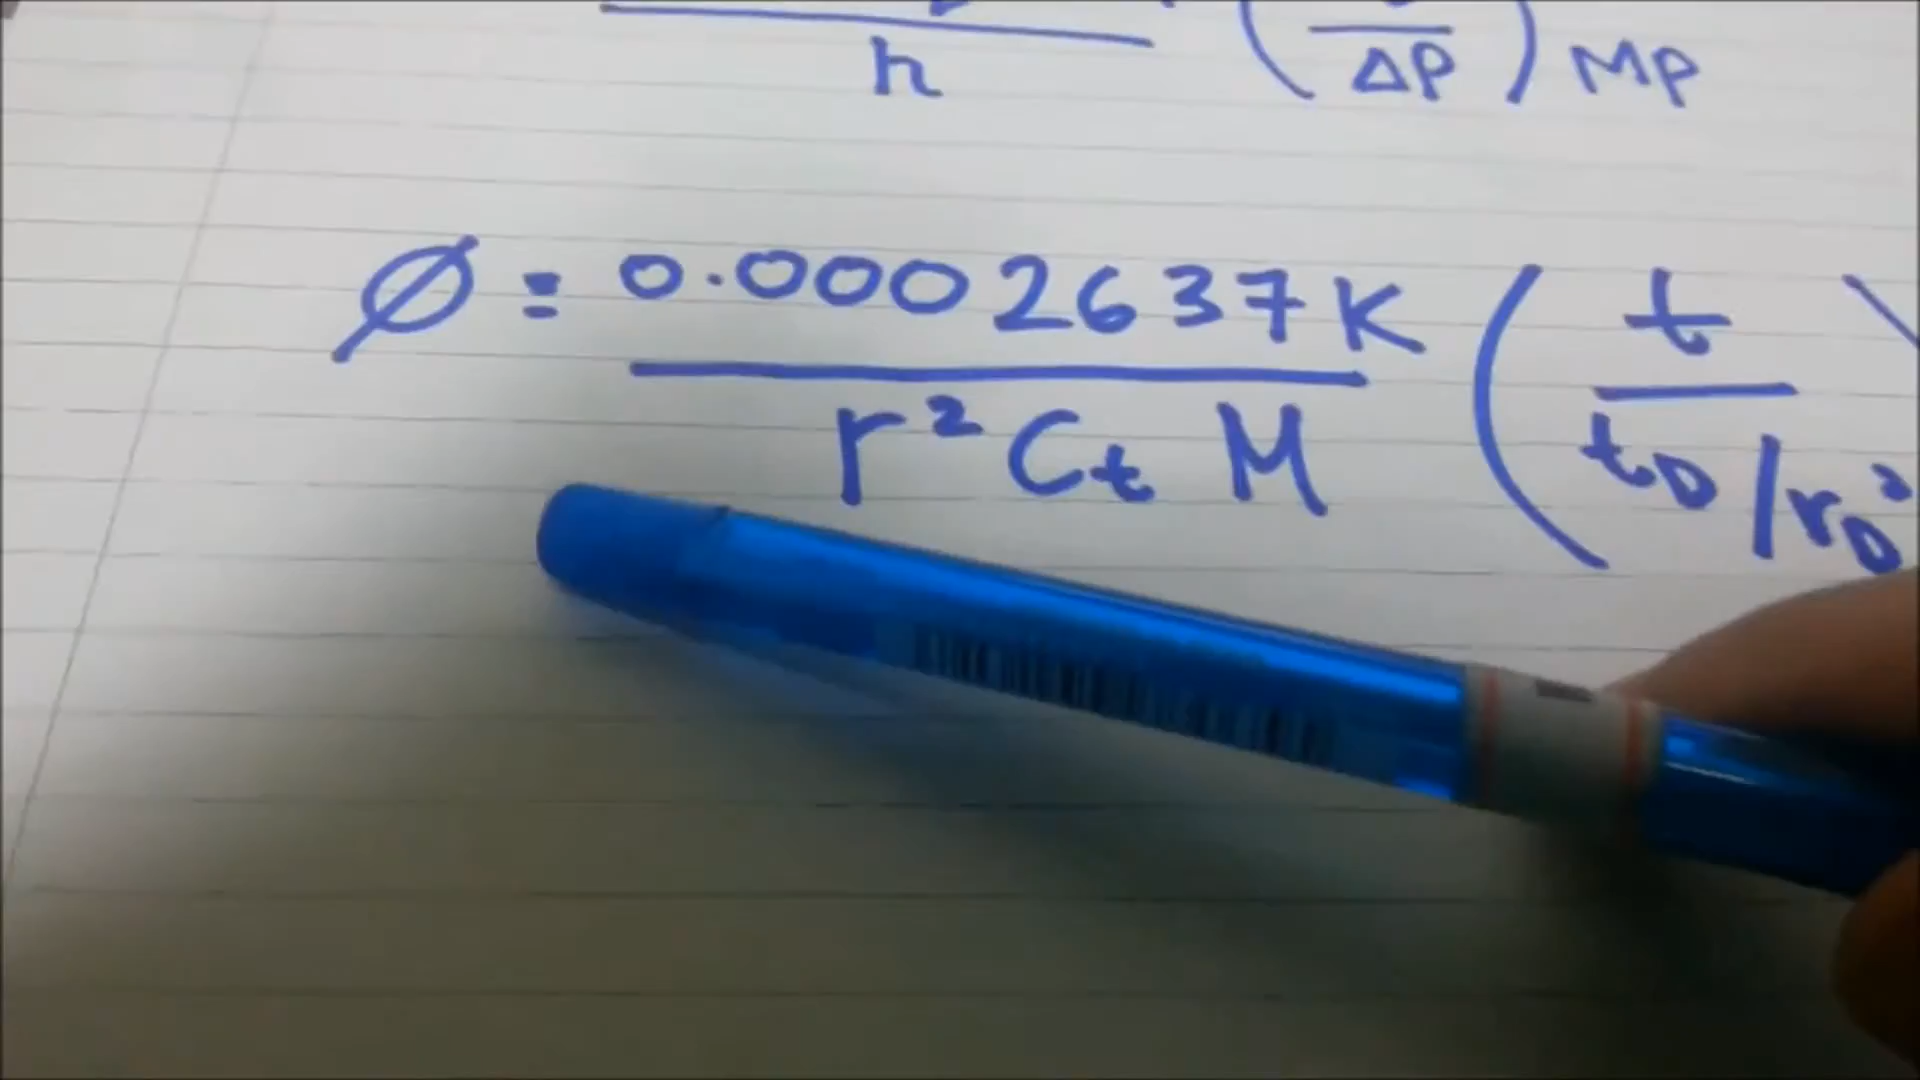 h ( ΔP ) MP
Ø = 0.0002637 K ( t
r² Ct M tD/rD²